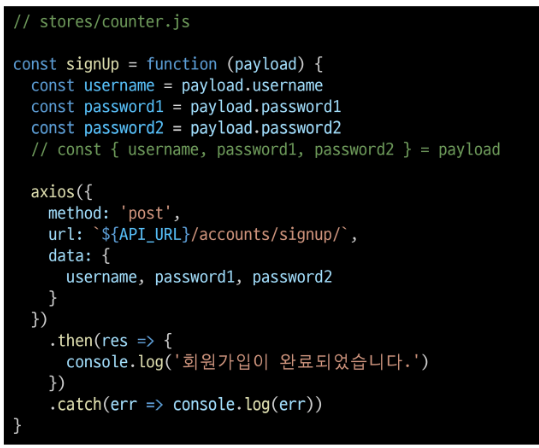 // stores/counter.js
const signUp = function (payload) {
const username = payload.username
const password1 = payload.password1
const password2 = payload.password2
// const { username, password1, password2 } = payload
axios({
method: 'post',
url: `${API_URL}/accounts/signup/`,
data: {
username, password1, password2
}
})
.then(res => {
console.log('회원가입이 완료되었습니다.')
})
.catch(err => console.log(err))
}